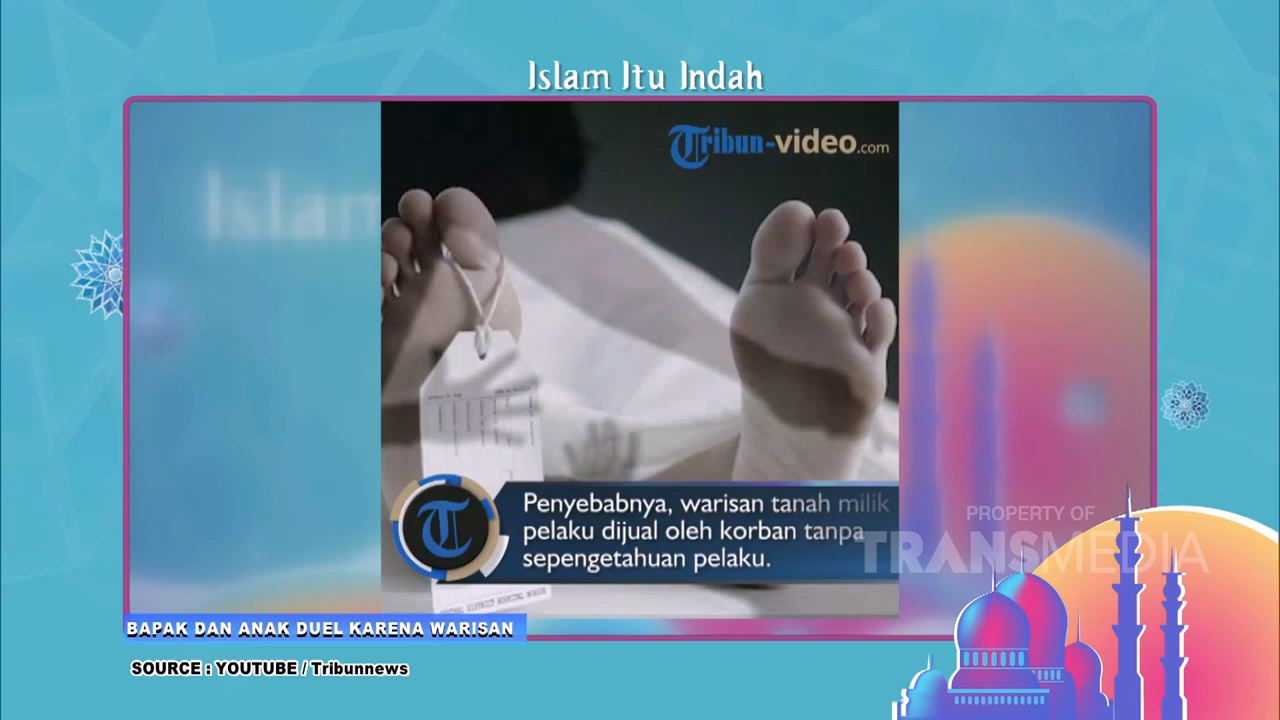 Islam Itu Indah
Tribun-video.com
Islam
Penyebabnya, warisan tanah milik
pelaku dijual oleh korban tanpa
sepengetahuan pelaku.
PROPERTY OF
TRANSMEDIA
BAPAK DAN ANAK DUEL KARENA WARISAN
SOURCE : YOUTUBE / Tribunnews